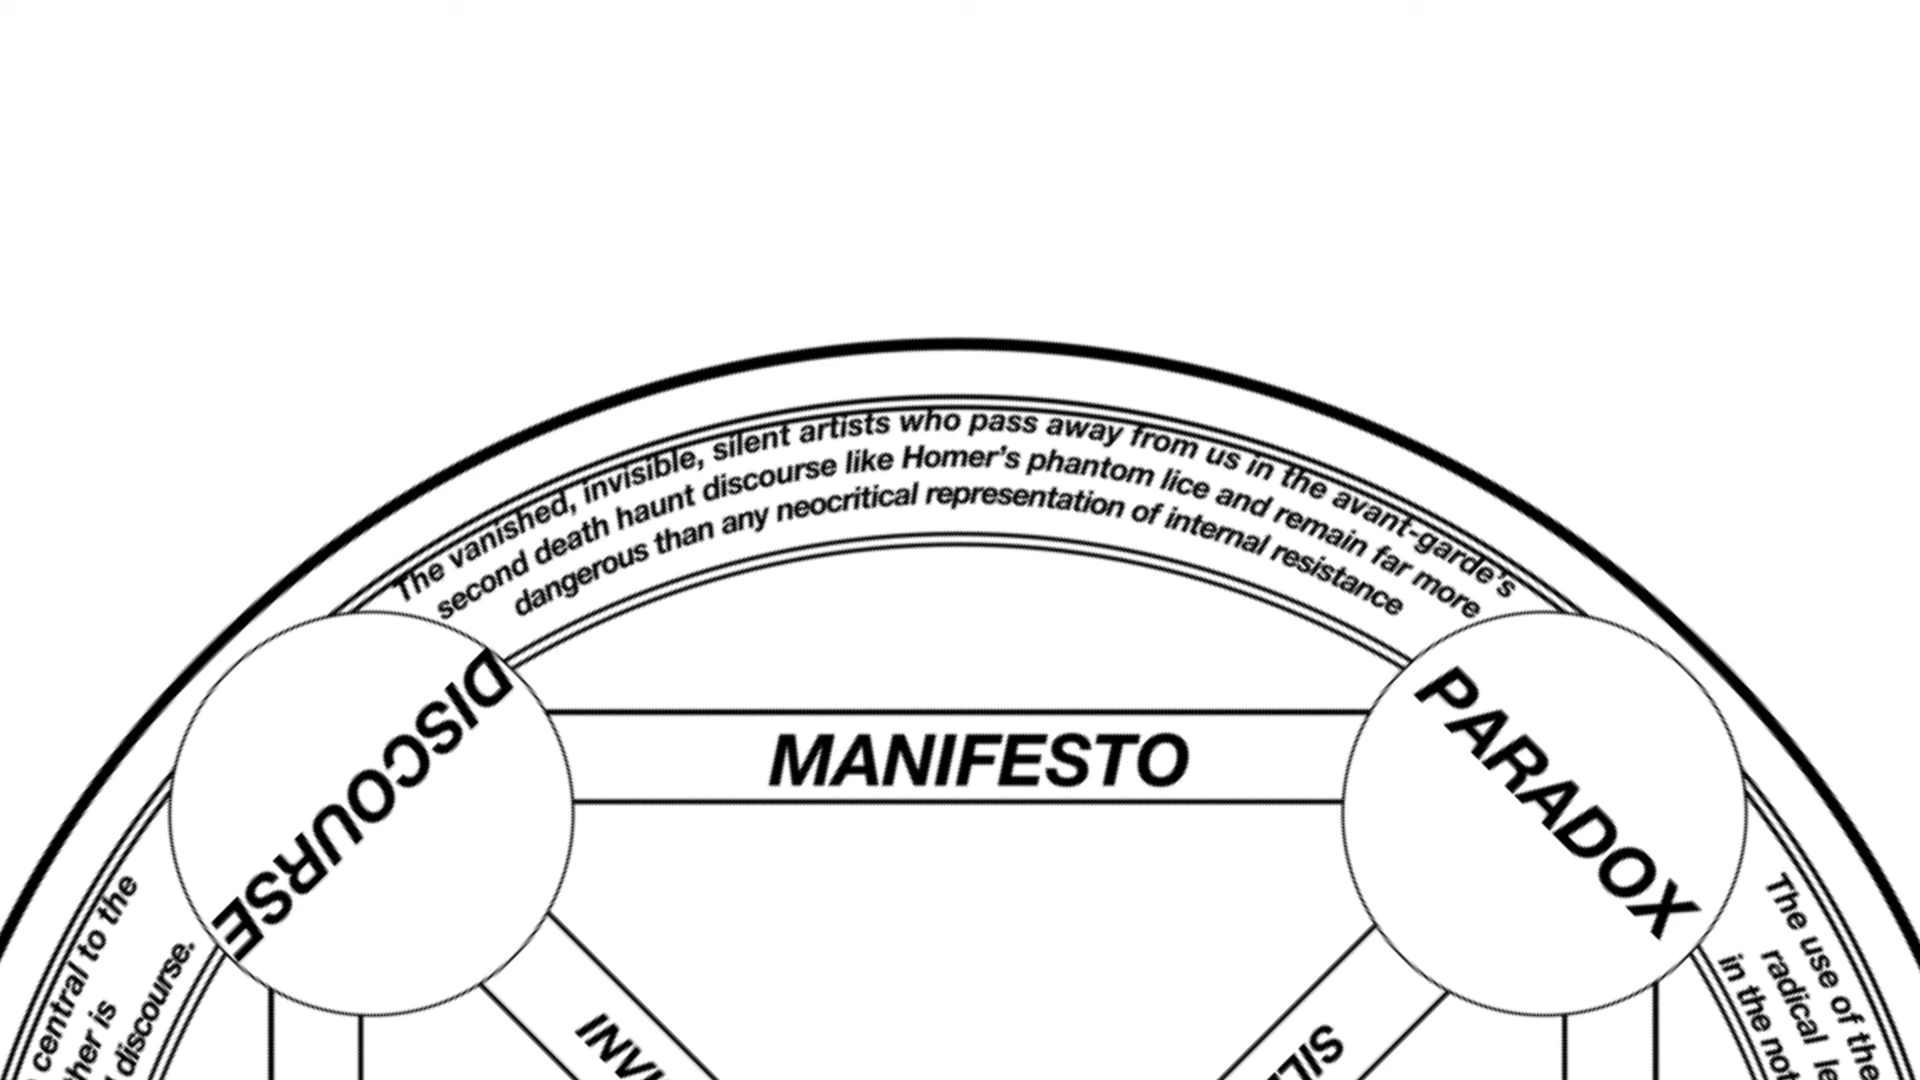 The vanished, invisible, silent artists who pass away from us in the avant-garde's
second death haunt discourse like Homer's phantom lice and remain far more
dangerous than any neocritical representation of internal resistance
DISCOURSE
PARADOX
MANIFESTO
central to the
is
discourse.
The use of the
radical
in the